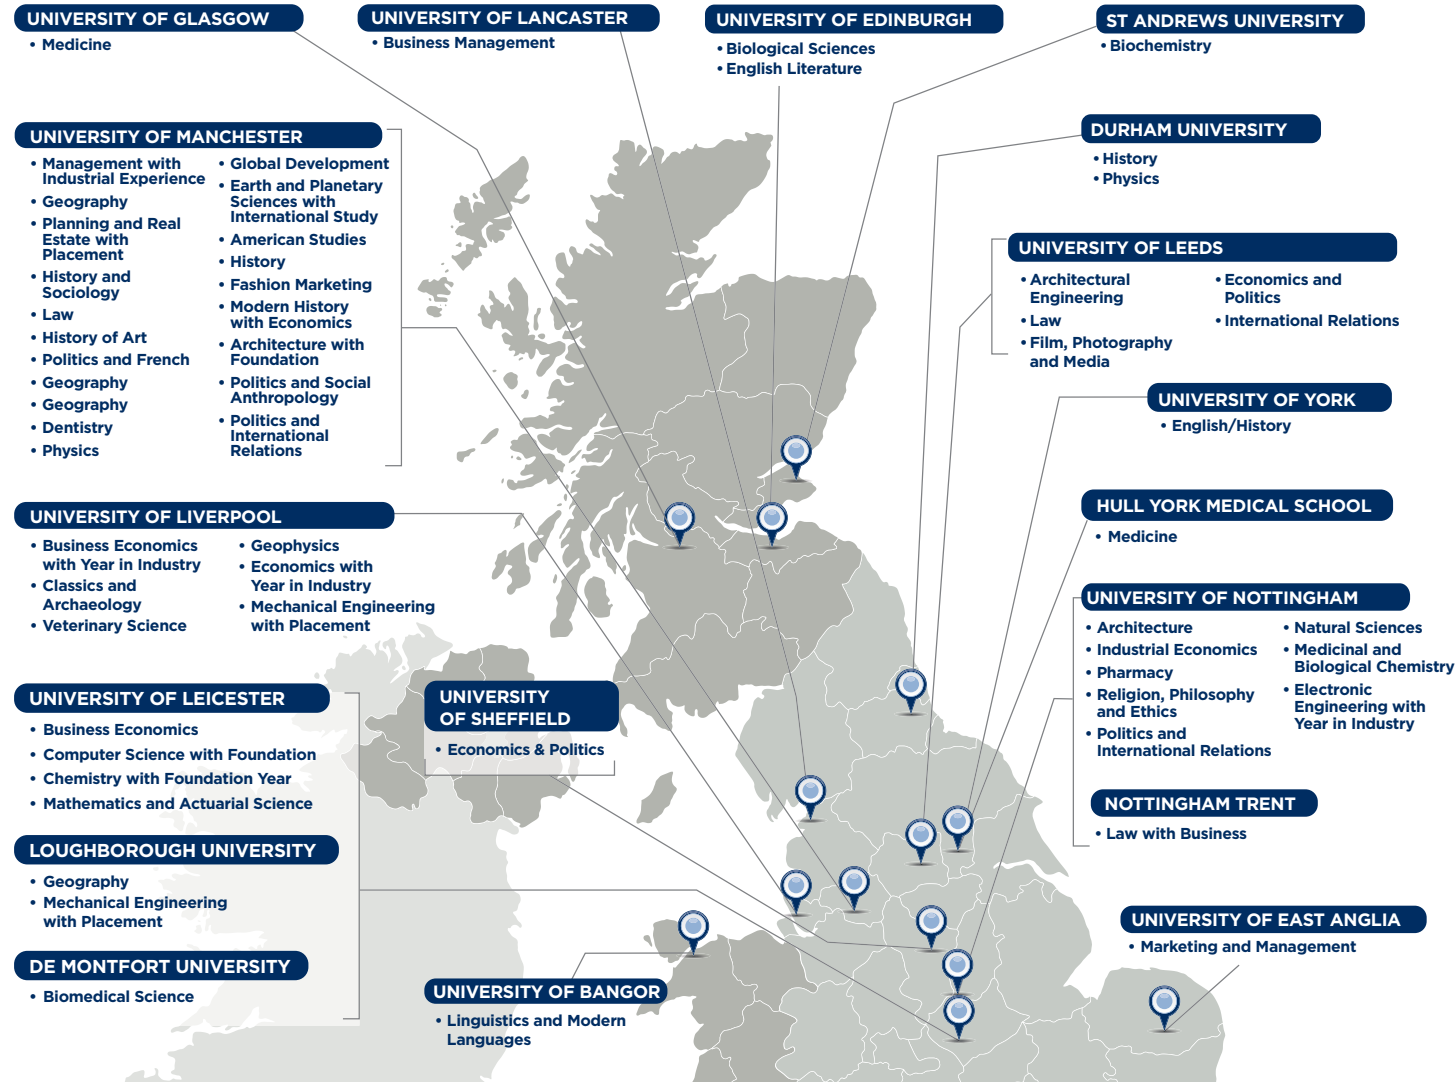 UNIVERSITY OF GLASGOW
• Medicine
UNIVERSITY OF LANCASTER
• Business Management
UNIVERSITY OF EDINBURGH
• Biological Sciences
• English Literature
ST ANDREWS UNIVERSITY
• Biochemistry
UNIVERSITY OF MANCHESTER
• Management with
Industrial Experience
• Geography
• Planning and Real
Estate with
Placement
• History and
Sociology
• Law
• History of Art
• Politics and French
• Geography
• Geography
• Dentistry
• Physics
• Global Development
• Earth and Planetary
Sciences with
International Study
• American Studies
• History
• Fashion Marketing
• Modern History
with Economics
• Architecture with
Foundation
• Politics and Social
Anthropology
• Politics and
International
Relations
DURHAM UNIVERSITY
• History
• Physics
UNIVERSITY OF LEEDS
• Architectural
Engineering
• Law
• Film, Photography
and Media
• Economics and
Politics
• International Relations
UNIVERSITY OF YORK
• English/History
UNIVERSITY OF LIVERPOOL
• Business Economics
with Year in Industry
• Classics and
Archaeology
• Veterinary Science
• Geophysics
• Economics with
Year in Industry
• Mechanical Engineering
with Placement
HULL YORK MEDICAL SCHOOL
• Medicine
UNIVERSITY OF NOTTINGHAM
• Architecture
• Industrial Economics
• Pharmacy
• Religion, Philosophy
and Ethics
• Politics and
International Relations
• Natural Sciences
• Medicinal and
Biological Chemistry
• Electronic
Engineering with
Year in Industry
UNIVERSITY OF LEICESTER
• Business Economics
• Computer Science with Foundation
• Chemistry with Foundation Year
• Mathematics and Actuarial Science
UNIVERSITY
OF SHEFFIELD
• Economics & Politics
NOTTINGHAM TRENT
• Law with Business
LOUGHBOROUGH UNIVERSITY
• Geography
• Mechanical Engineering
with Placement
UNIVERSITY OF EAST ANGLIA
• Marketing and Management
DE MONTFORT UNIVERSITY
• Biomedical Science
UNIVERSITY OF BANGOR
• Linguistics and Modern
Languages